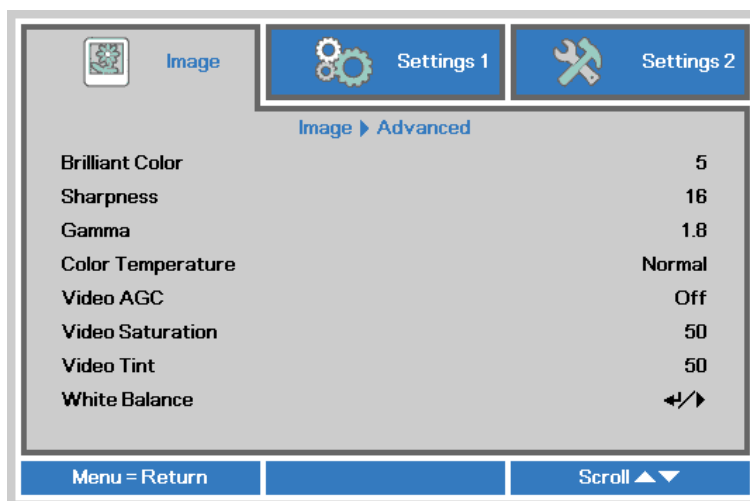 Image Settings 1 Settings 2
Image ▶ Advanced
Brilliant Color 5
Sharpness 16
Gamma 1.8
Color Temperature Normal
Video AGC Off
Video Saturation 50
Video Tint 50
White Balance ↵/▶
Menu = Return Scroll ▲▼